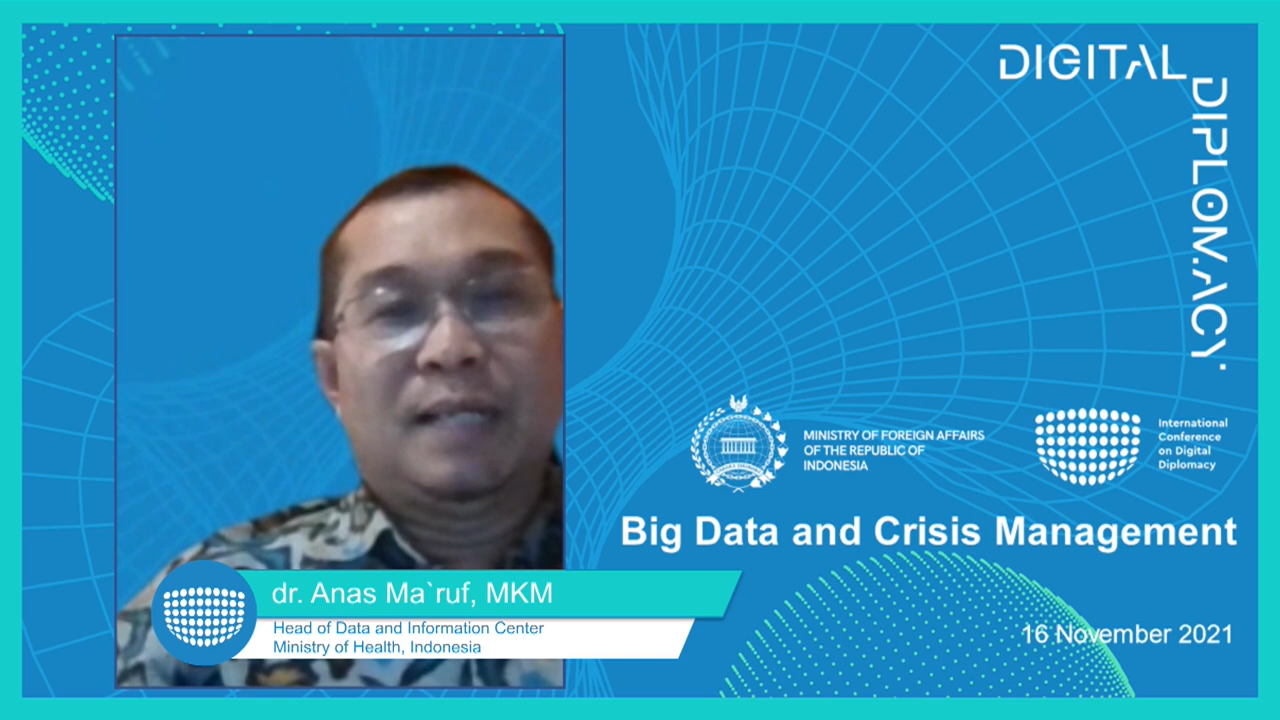 DIGITAL
DIPLOMACY.
MINISTRY OF FOREIGN AFFAIRS
OF THE REPUBLIC OF
INDONESIA
International
Conference
on Digital
Diplomacy
Big Data and Crisis Management
dr. Anas Ma`ruf, MKM
Head of Data and Information Center
Ministry of Health, Indonesia
16 November 2021